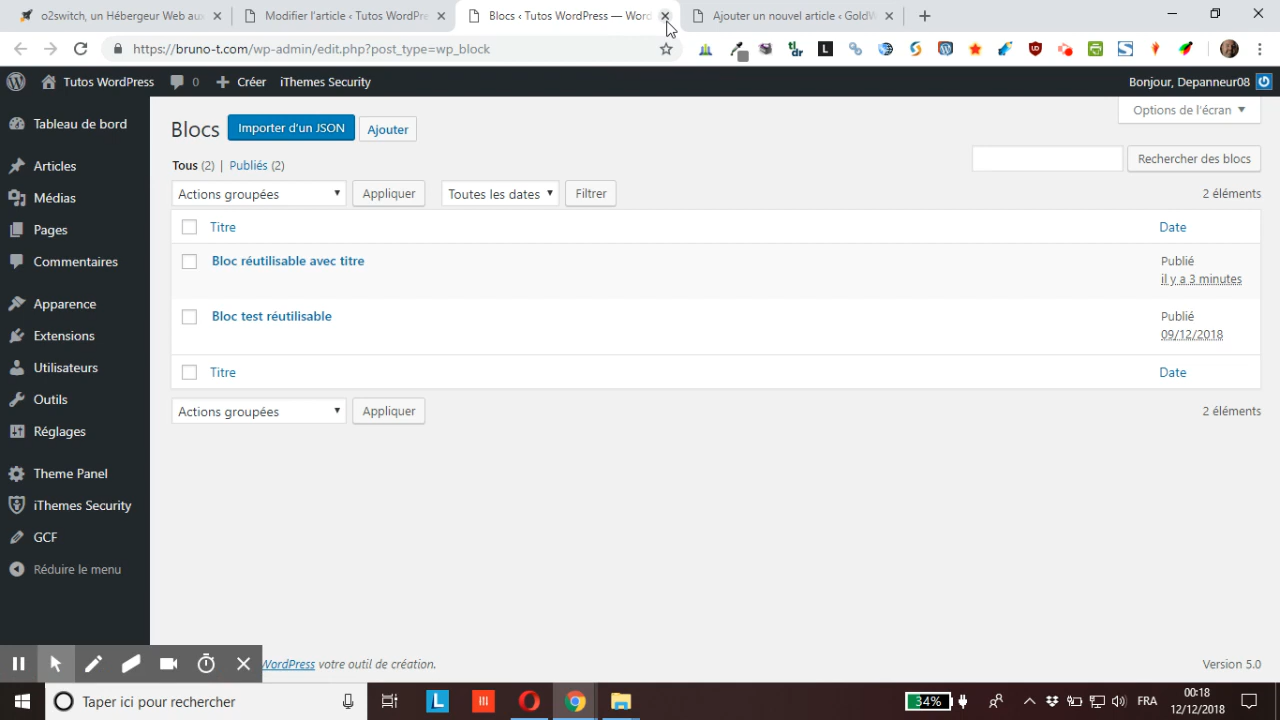 o2switch, un Hébergeur Web aux
Modifier l'article ‹ Tutos WordPre
Blocs ‹ Tutos WordPress — Word
Ajouter un nouvel article ‹ GoldW
https://bruno-t.com/wp-admin/edit.php?post_type=wp_block
Tutos WordPress
0
Créer
iThemes Security
Bonjour, Depanneur08
Tableau de bord
Articles
Médias
Pages
Commentaires
Apparence
Extensions
Utilisateurs
Outils
Réglages
Theme Panel
iThemes Security
GCF
Réduire le menu
Options de l'écran
Blocs
Importer d'un JSON
Ajouter
Tous (2) | Publiés (2)
Rechercher des blocs
Actions groupées
Appliquer
Toutes les dates
Filtrer
2 éléments
Titre
Date
Bloc réutilisable avec titre
Publié
il y a 3 minutes
Bloc test réutilisable
Publié
09/12/2018
Titre
Date
Actions groupées
Appliquer
2 éléments
WordPress votre outil de création.
Version 5.0
Taper ici pour rechercher
34%
FRA
00:18
12/12/2018